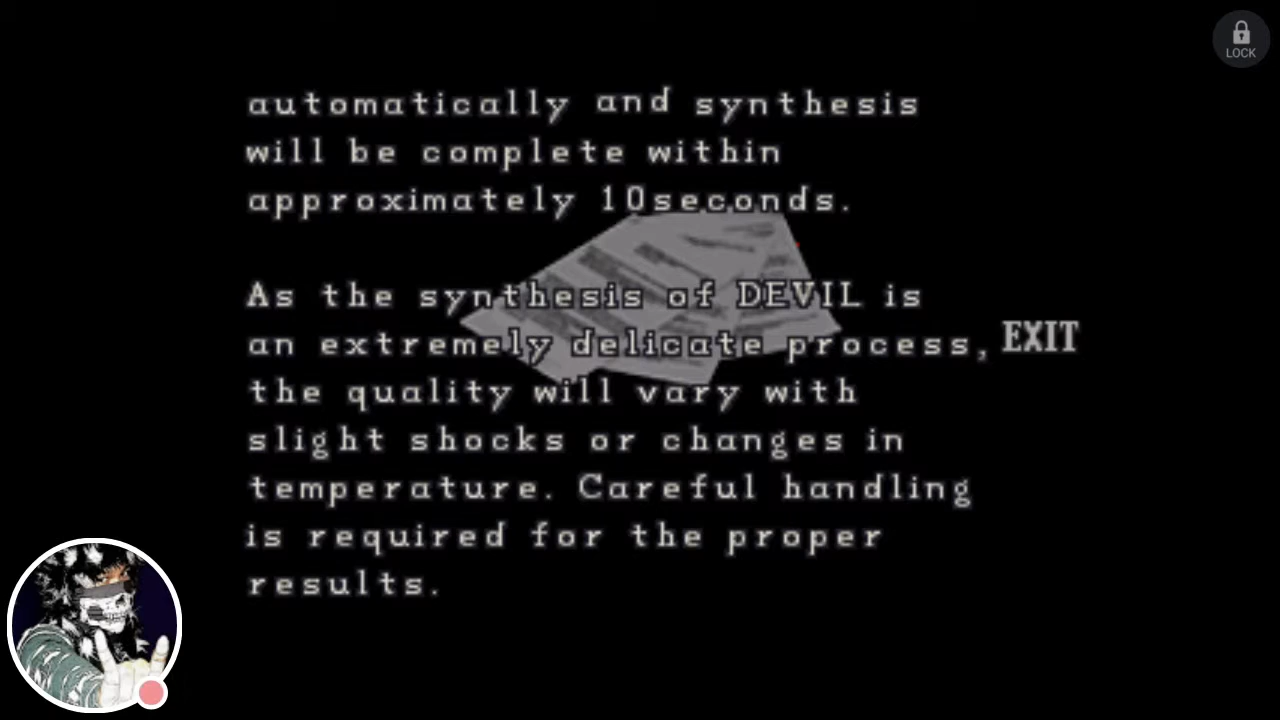 LOCK
automatically and synthesis
will be complete within
approximately 10seconds.
As the synthesis of DEVIL is
an extremely delicate process, EXIT
the quality will vary with
slight shocks or changes in
temperature. Careful handling
is required for the proper
results.